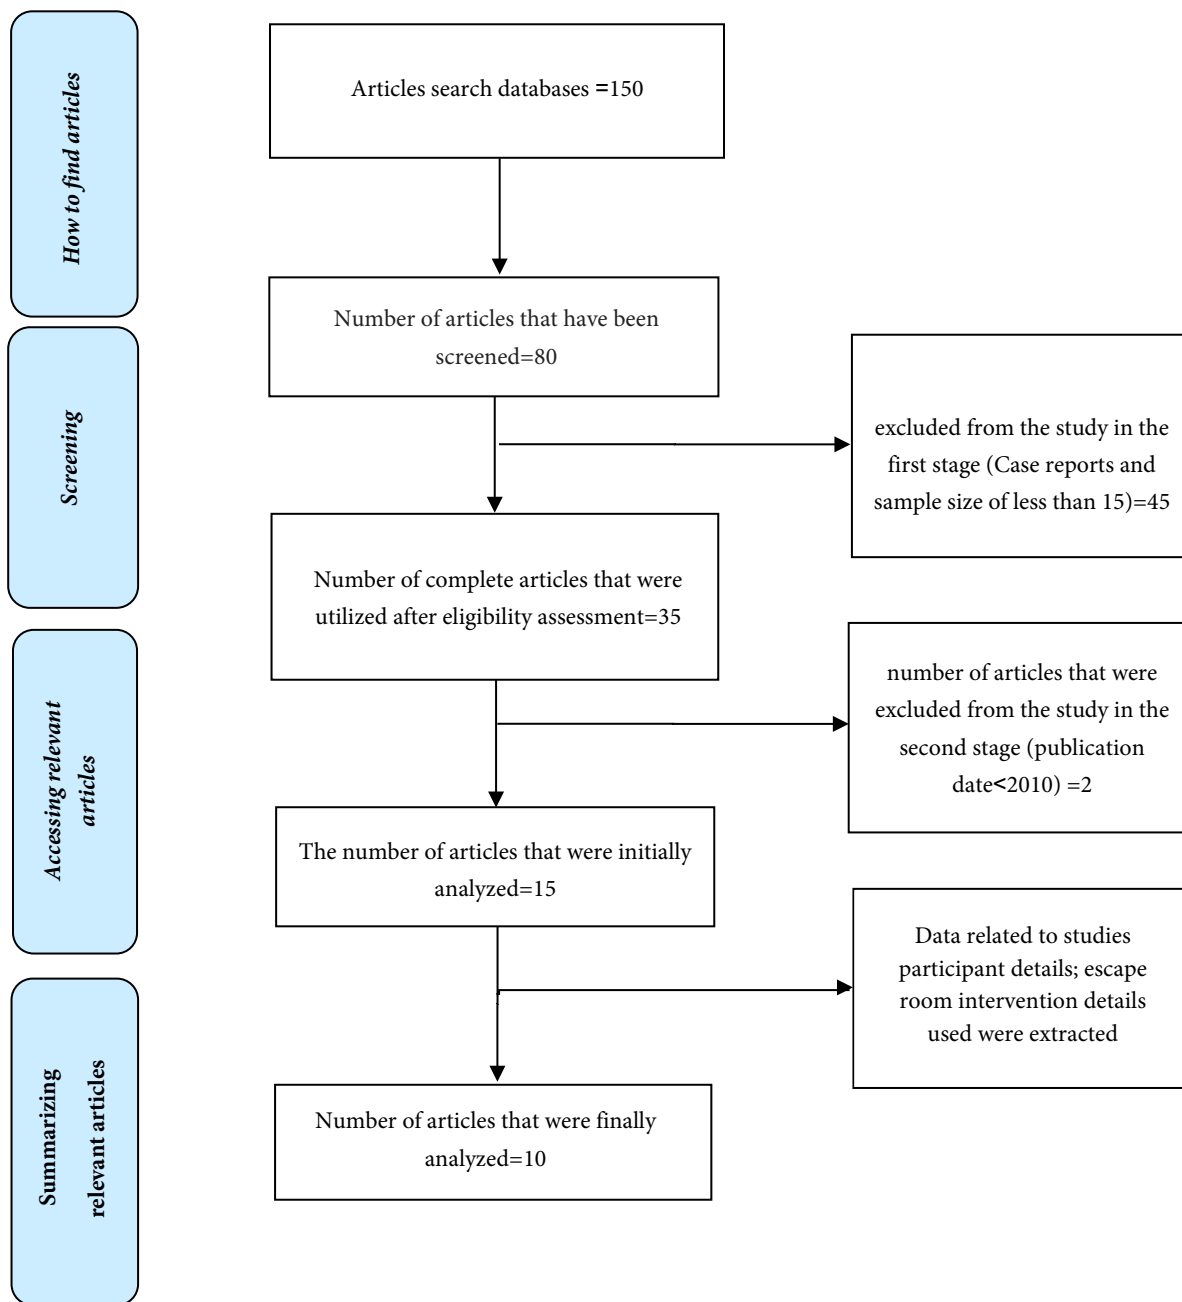 How to find articles
Articles search databases =150
Number of articles that have been
screened=80
Screening
excluded from the study in the
first stage (Case reports and
sample size of less than 15)=45
Number of complete articles that were
utilized after eligibility assessment=35
Accessing relevant
articles
number of articles that were
excluded from the study in the
second stage (publication
date<2010) =2
The number of articles that were initially
analyzed=15
Data related to studies
participant details; escape
room intervention details
used were extracted
Summarizing
relevant articles
Number of articles that were finally
analyzed=10